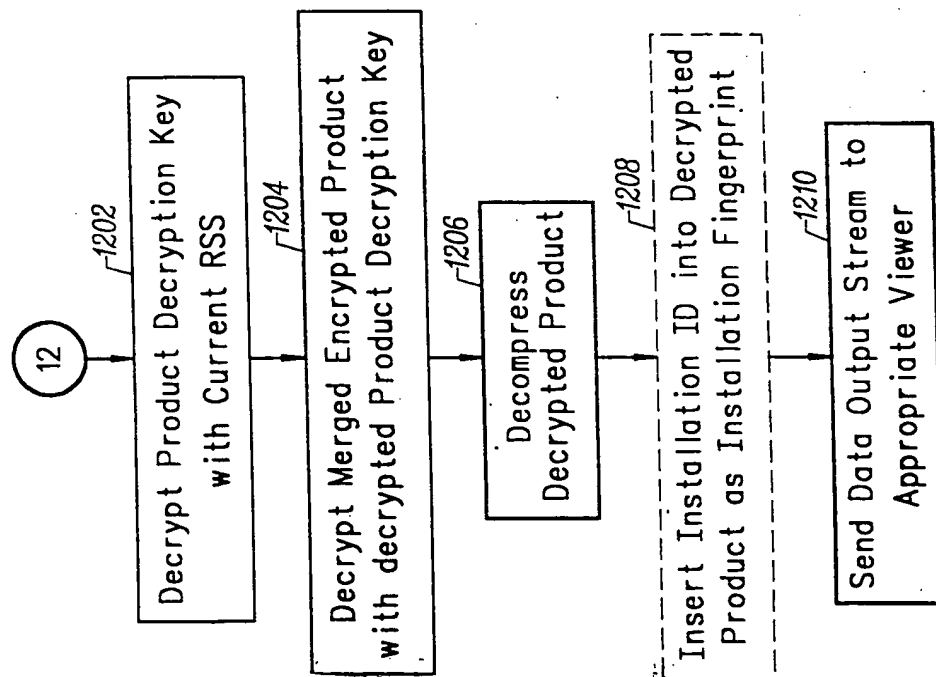 12
1202
Decrypt Product Decryption Key
with Current RSS
1204
Decrypt Merged Encrypted Product
with decrypted Product Decryption Key
1206
Decompress
Decrypted Product
1208
Insert Installation ID into Decrypted
Product as Installation Fingerprint
1210
Send Data Output Stream to
Appropriate Viewer